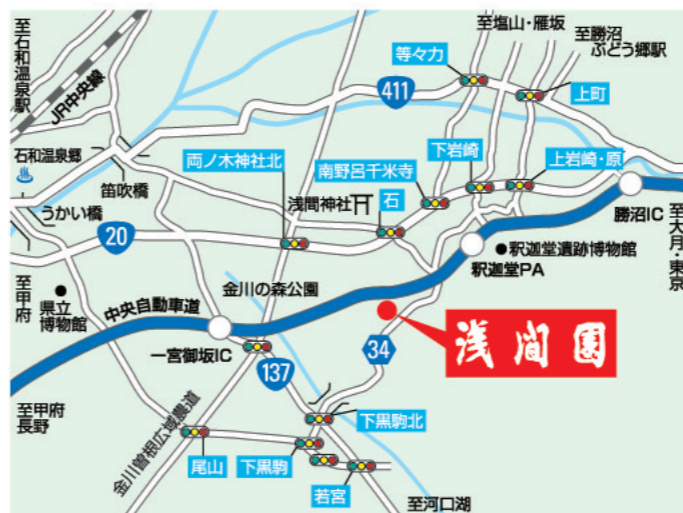 至塩山・雁坂
至勝沼
ぶどう郷駅
至石和温泉駅
JR中央線
等々力
411
上町
石和温泉郷
笛吹橋
両ノ木神社北
南野呂千米寺
下岩崎
上岩崎・原
浅間神社
石
うかい橋
20
勝沼IC
至大月・東京
釈迦堂遺跡博物館
釈迦堂PA
至甲府
県立
博物館
金川の森公園
中央自動車道
一宮御坂IC
34
浅間園
137
至甲府
長野
金川曽根広域農道
下黒駒北
尾山
下黒駒
若宮
至河口湖